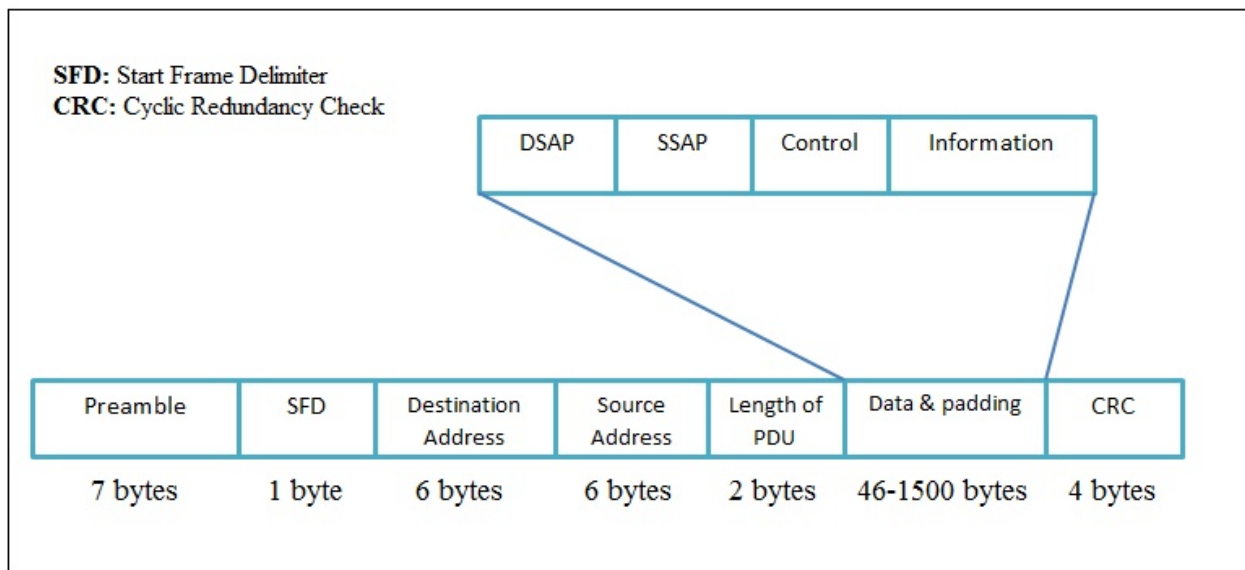 SFD: Start Frame Delimiter
CRC: Cyclic Redundancy Check
DSAP SSAP Control Information
Preamble SFD Destination Address Source Address Length of PDU Data & padding CRC
7 bytes 1 byte 6 bytes 6 bytes 2 bytes 46-1500 bytes 4 bytes